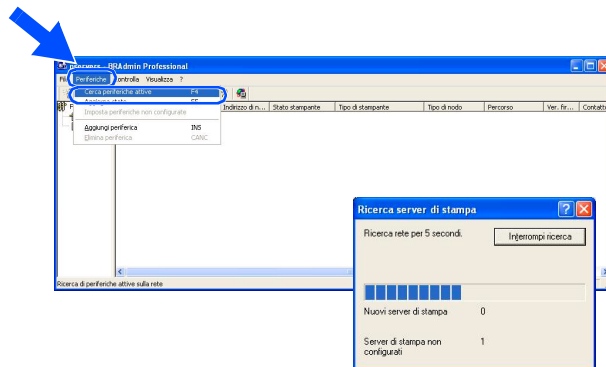 BRAdmin Professional
Periferiche Controlla Visualizza ?
Cerca periferiche attive F4
Aggiorna stato F5
Imposta periferiche non configurate
Aggiungi periferica INS
Elimina periferica CANC
Indirizzo di n... Stato stampante Tipo di stampante Tipo di nodo Percorso Ver. fir... Contatto
Ricerca di periferiche attive sulla rete
Ricerca server di stampa
Ricerca rete per 5 secondi.
Interrompi ricerca
Nuovi server di stampa 0
Server di stampa non
configurati 1